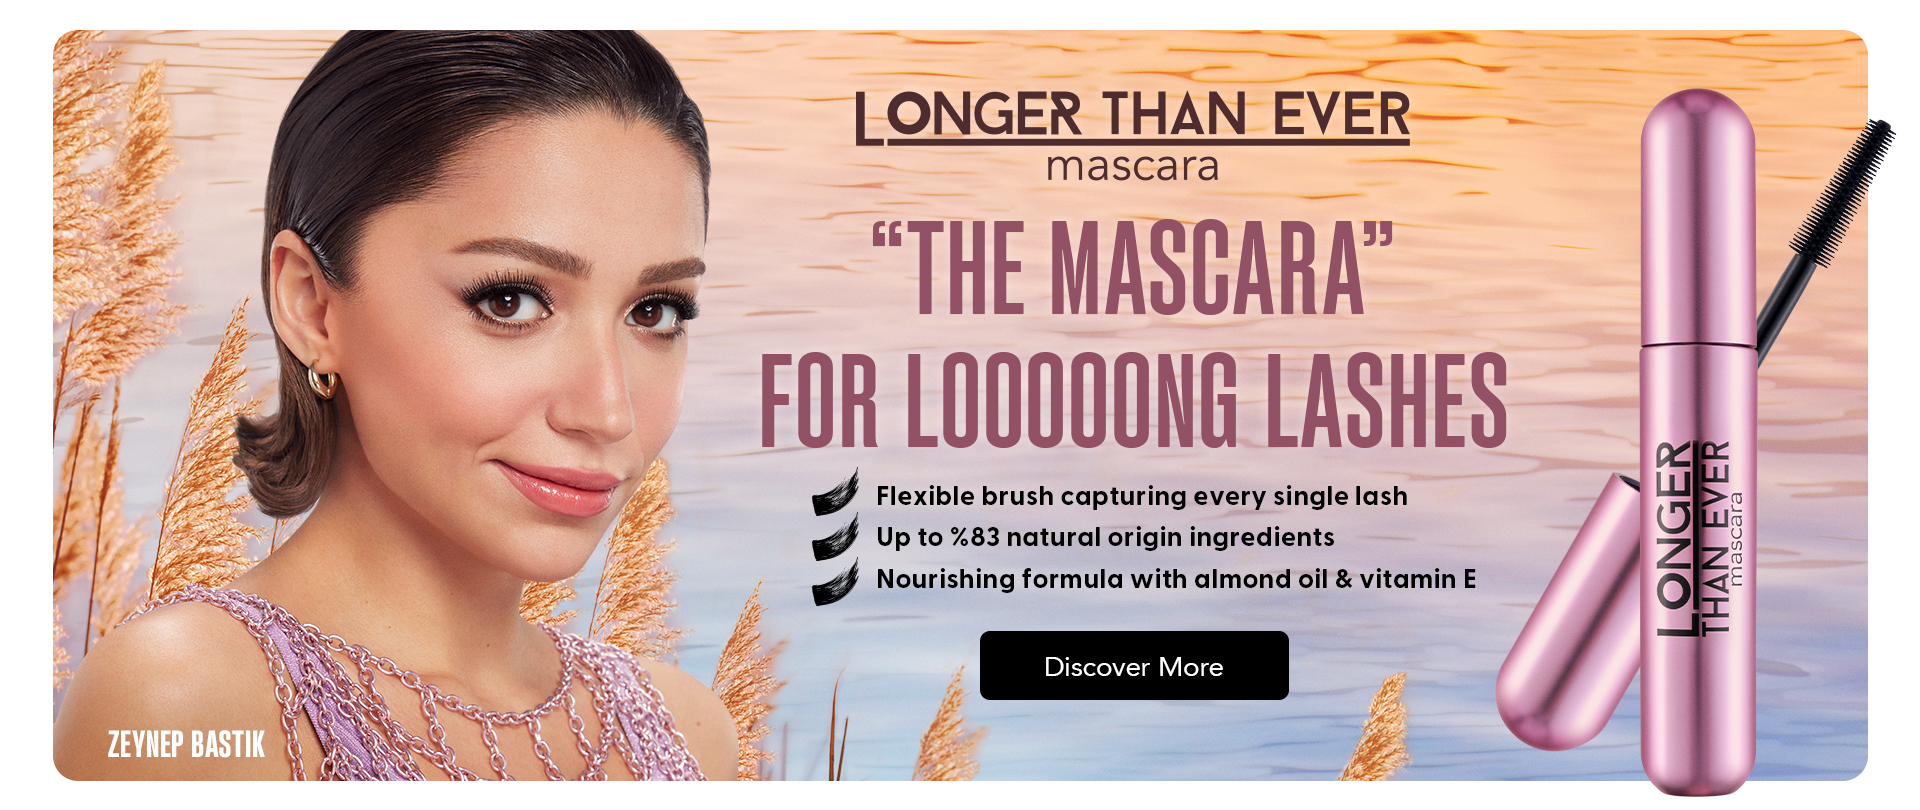 LONGER THAN EVER
mascara
“THE MASCARA”
FOR LOOOOONG LASHES
Flexible brush capturing every single lash
Up to %83 natural origin ingredients
Nourishing formula with almond oil & vitamin E
Discover More
ZEYNEP BASTIK
LONGER
THAN EVER
mascara